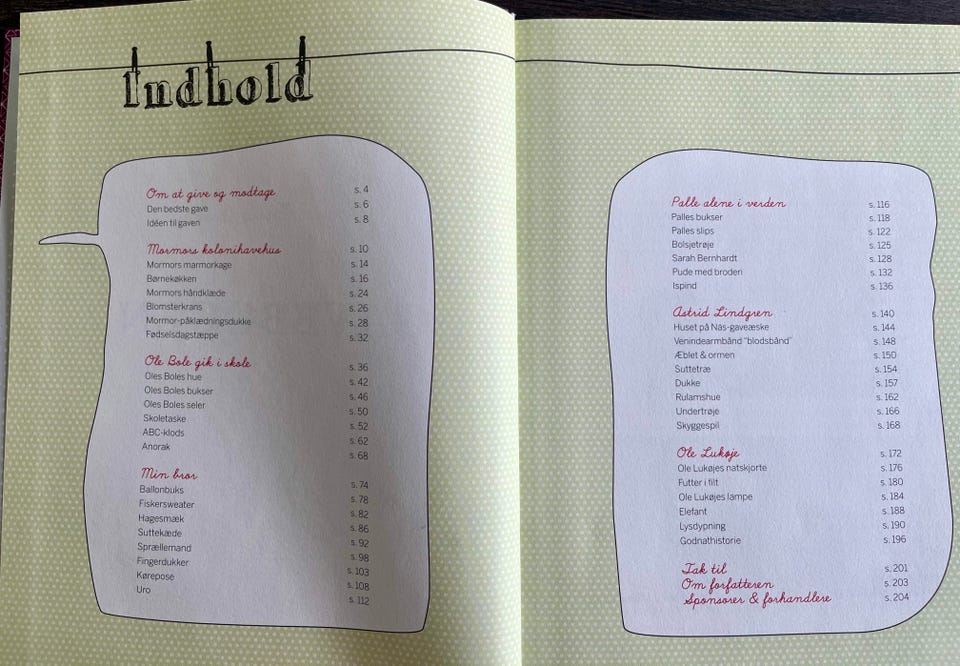 Indhold
Om at give og modtage s. 4
Den bedste gave s. 6
Idéen til gaven s. 8
Mormors kolonihavehus s. 10
Mormors marmorkage s. 14
Børnekøkken s. 16
Mormors håndklæde s. 24
Blomsterkrans s. 26
Mormor-påklædningsdukke s. 28
Fødselsdagstæppe s. 32
Ole Bole gik i skole s. 36
Oles Boles hue s. 42
Oles Boles bukser s. 46
Oles Boles seler s. 50
Skoletaske s. 52
ABC-klods s. 62
Anorak s. 68
Min bror s. 74
Ballonbuks s. 78
Fiskersweater s. 82
Hagesmæk s. 86
Suttekæde s. 92
Sprællemand s. 98
Fingerdukker s. 103
Kørepose s. 108
Uro s. 112
Palle alene i verden s. 116
Palles bukser s. 118
Palles slips s. 122
Bolsjetrøje s. 125
Sarah Bernhardt s. 128
Pude med broderi s. 132
Ispind s. 136
Astrid Lindgren s. 140
Huset på Näs-gaveæske s. 144
Venindearmbånd "blodsbånd" s. 148
Æblet & ormen s. 150
Suttetræ s. 154
Dukke s. 157
Rulamshue s. 162
Undertrøje s. 166
Skyggespil s. 168
Ole Lukøje s. 172
Ole Lukøjes natskjorte s. 176
Futter i filt s. 180
Ole Lukøjes lampe s. 184
Elefant s. 188
Lysdypning s. 190
Godnathistorie s. 196
Tak til s. 201
Om forfatteren s. 203
Sponsorer & forhandlere s. 204